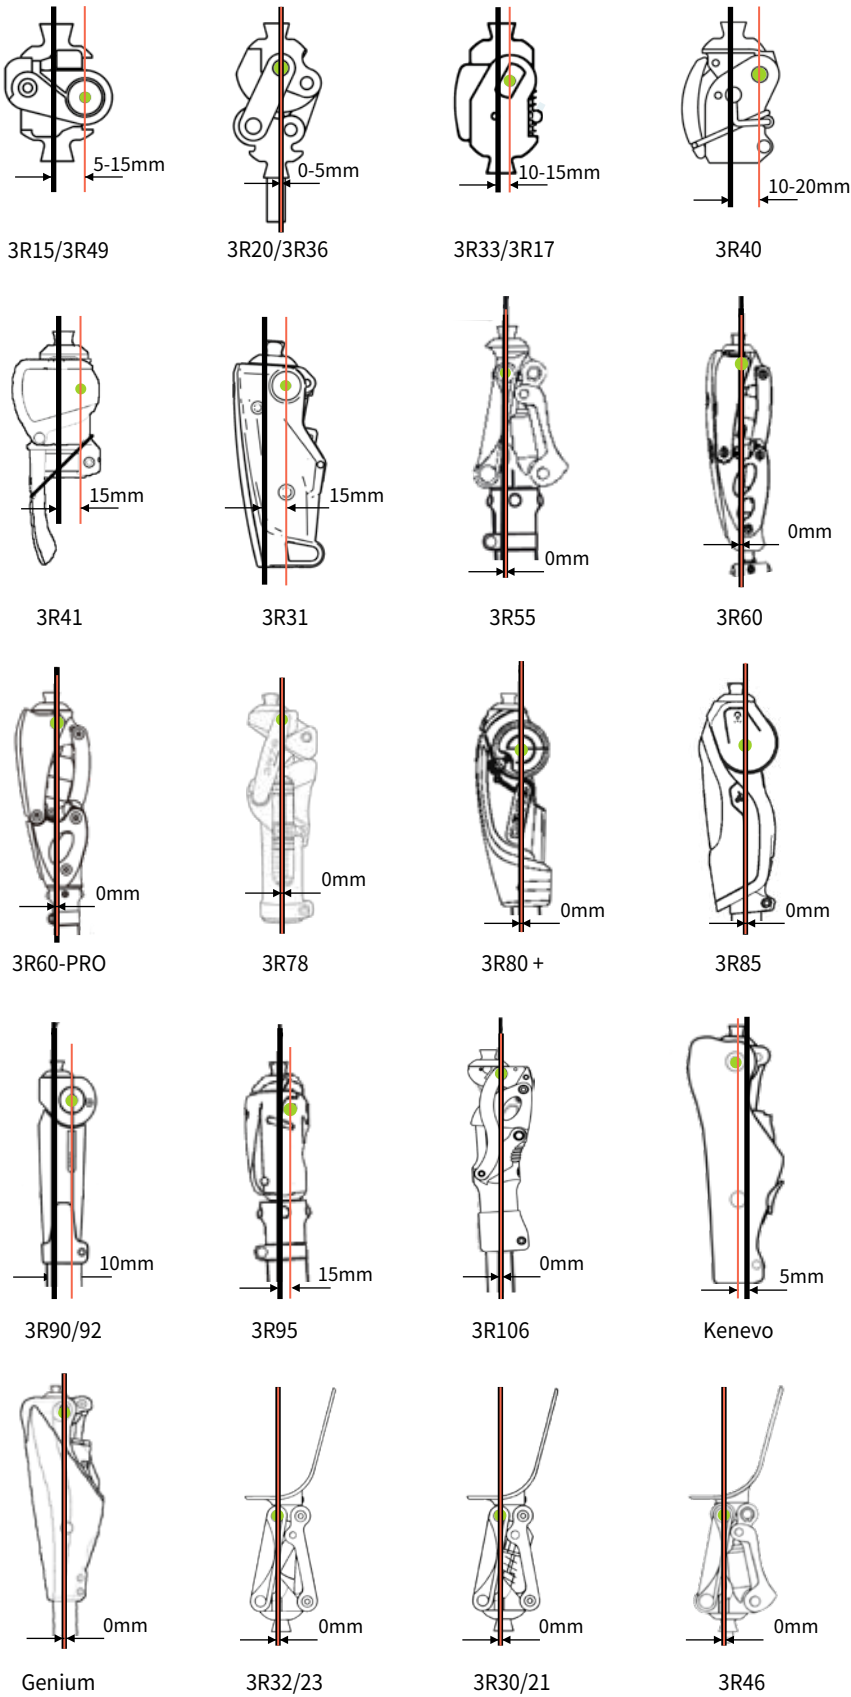 5-15mm
0-5mm
10-15mm
10-20mm
3R15/3R49
3R20/3R36
3R33/3R17
3R40
15mm
15mm
0mm
0mm
3R41
3R31
3R55
3R60
0mm
0mm
0mm
0mm
3R60-PRO
3R78
3R80 +
3R85
10mm
15mm
0mm
5mm
3R90/92
3R95
3R106
Kenevo
0mm
0mm
0mm
0mm
Genium
3R32/23
3R30/21
3R46